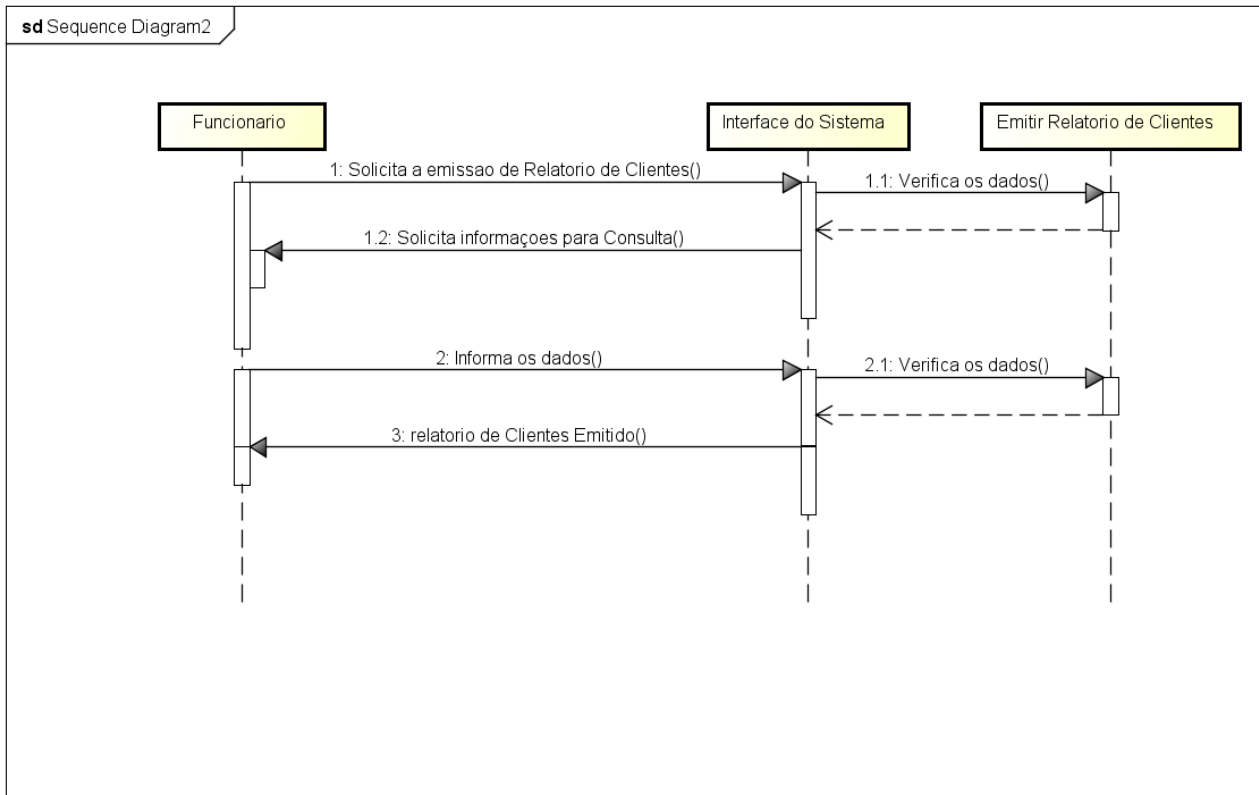 sd Sequence Diagram2
Funcionario
Interface do Sistema
Emitir Relatorio de Clientes
1: Solicita a emissao de Relatorio de Clientes()
1.1: Verifica os dados()
1.2: Solicita informaçoes para Consulta()
2: Informa os dados()
2.1: Verifica os dados()
3: relatorio de Clientes Emitido()